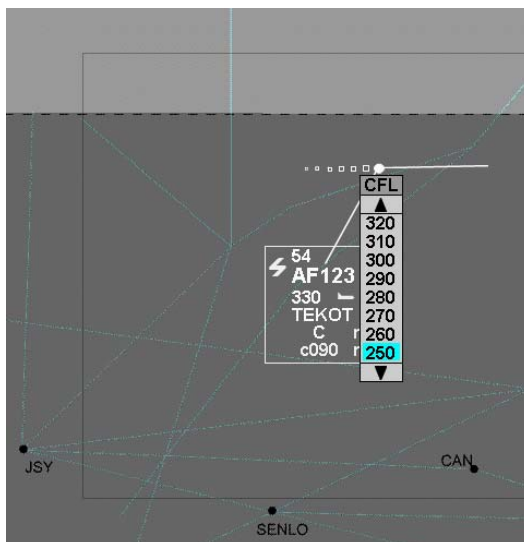 CFL
320
310
300
290
280
270
260
250
54
AF123
330
TEKOT
C r
c090 r
JSY
CAN
SENLO